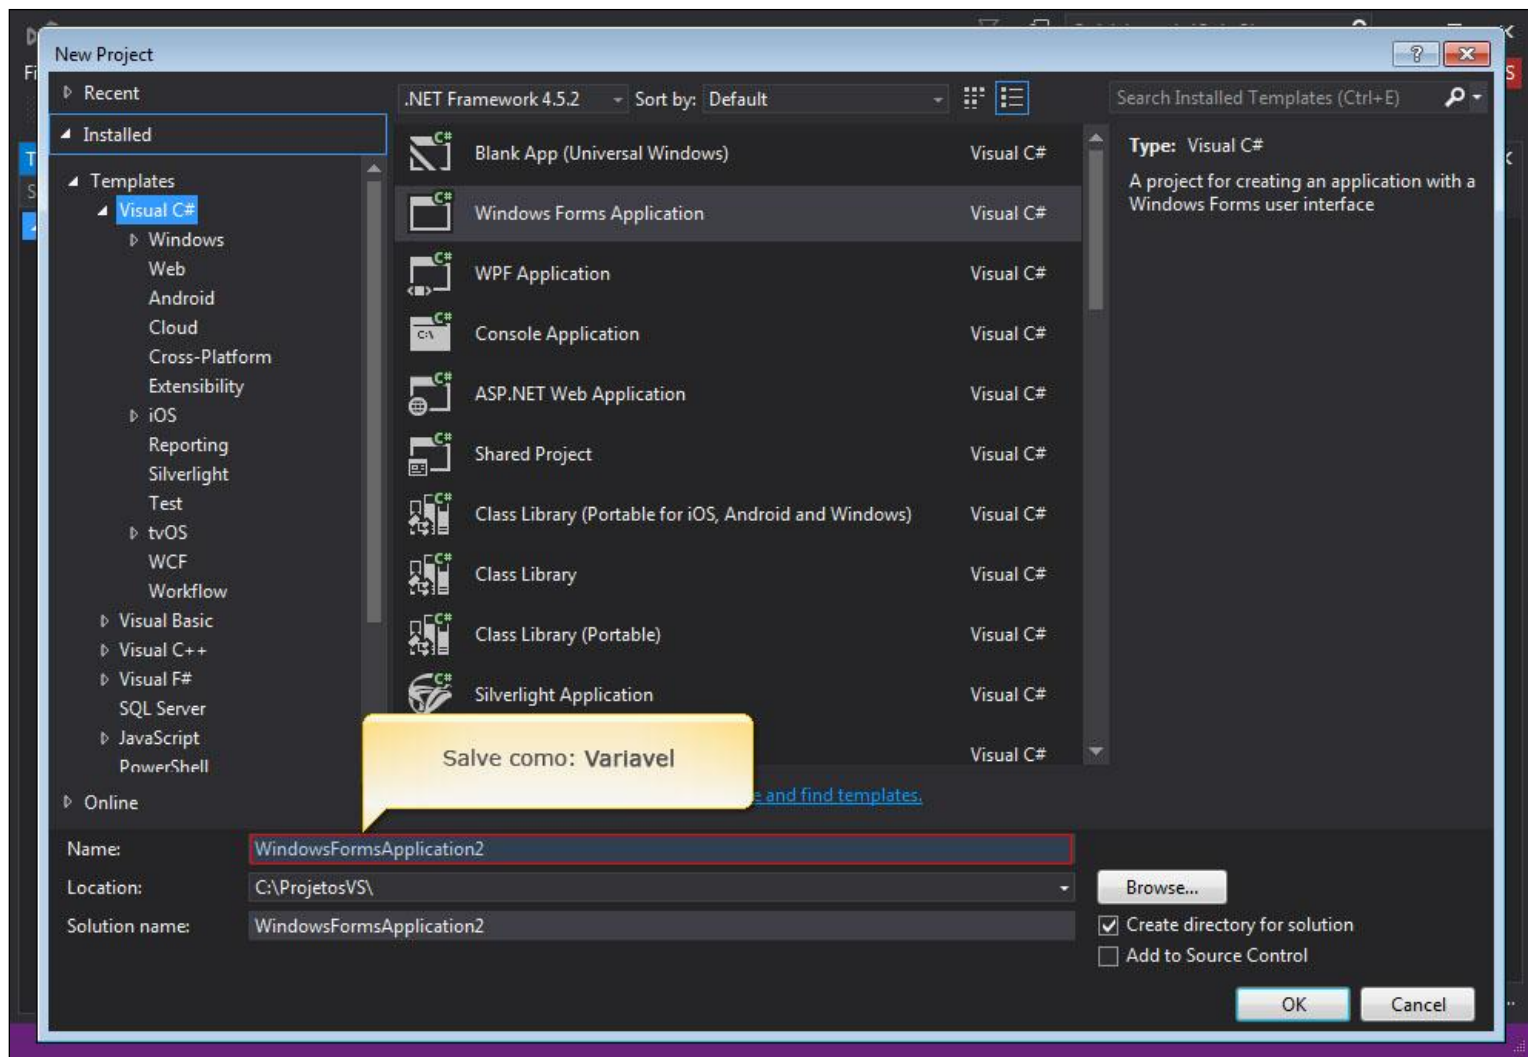 New Project
Recent
.NET Framework 4.5.2
Sort by: Default
Search Installed Templates (Ctrl+E)
Installed
Templates
Visual C#
Windows
Web
Android
Cloud
Cross-Platform
Extensibility
iOS
Reporting
Silverlight
Test
tvOS
WCF
Workflow
Visual Basic
Visual C++
Visual F#
SQL Server
JavaScript
PowerShell
Online
Blank App (Universal Windows) Visual C#
Windows Forms Application Visual C#
WPF Application Visual C#
Console Application Visual C#
ASP.NET Web Application Visual C#
Shared Project Visual C#
Class Library (Portable for iOS, Android and Windows) Visual C#
Class Library Visual C#
Class Library (Portable) Visual C#
Silverlight Application Visual C#
Visual C#
Type: Visual C#
A project for creating an application with a
Windows Forms user interface
Salve como: Variavel
and find templates.
Name: WindowsFormsApplication2
Location: C:\ProjetosVS\
Browse...
Solution name: WindowsFormsApplication2
Create directory for solution
Add to Source Control
OK
Cancel